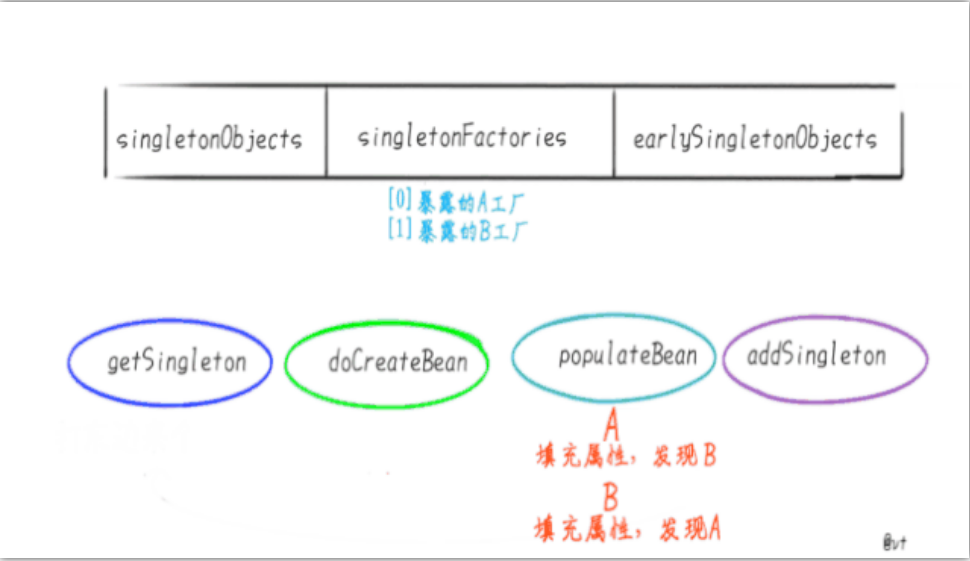 singletonObjects singletonFactories earlySingletonObjects
[0]暴露的A工厂
[1]暴露的B工厂
getSingleton doCreateBean populateBean addSingleton
A
填充属性，发现B
B
填充属性，发现A